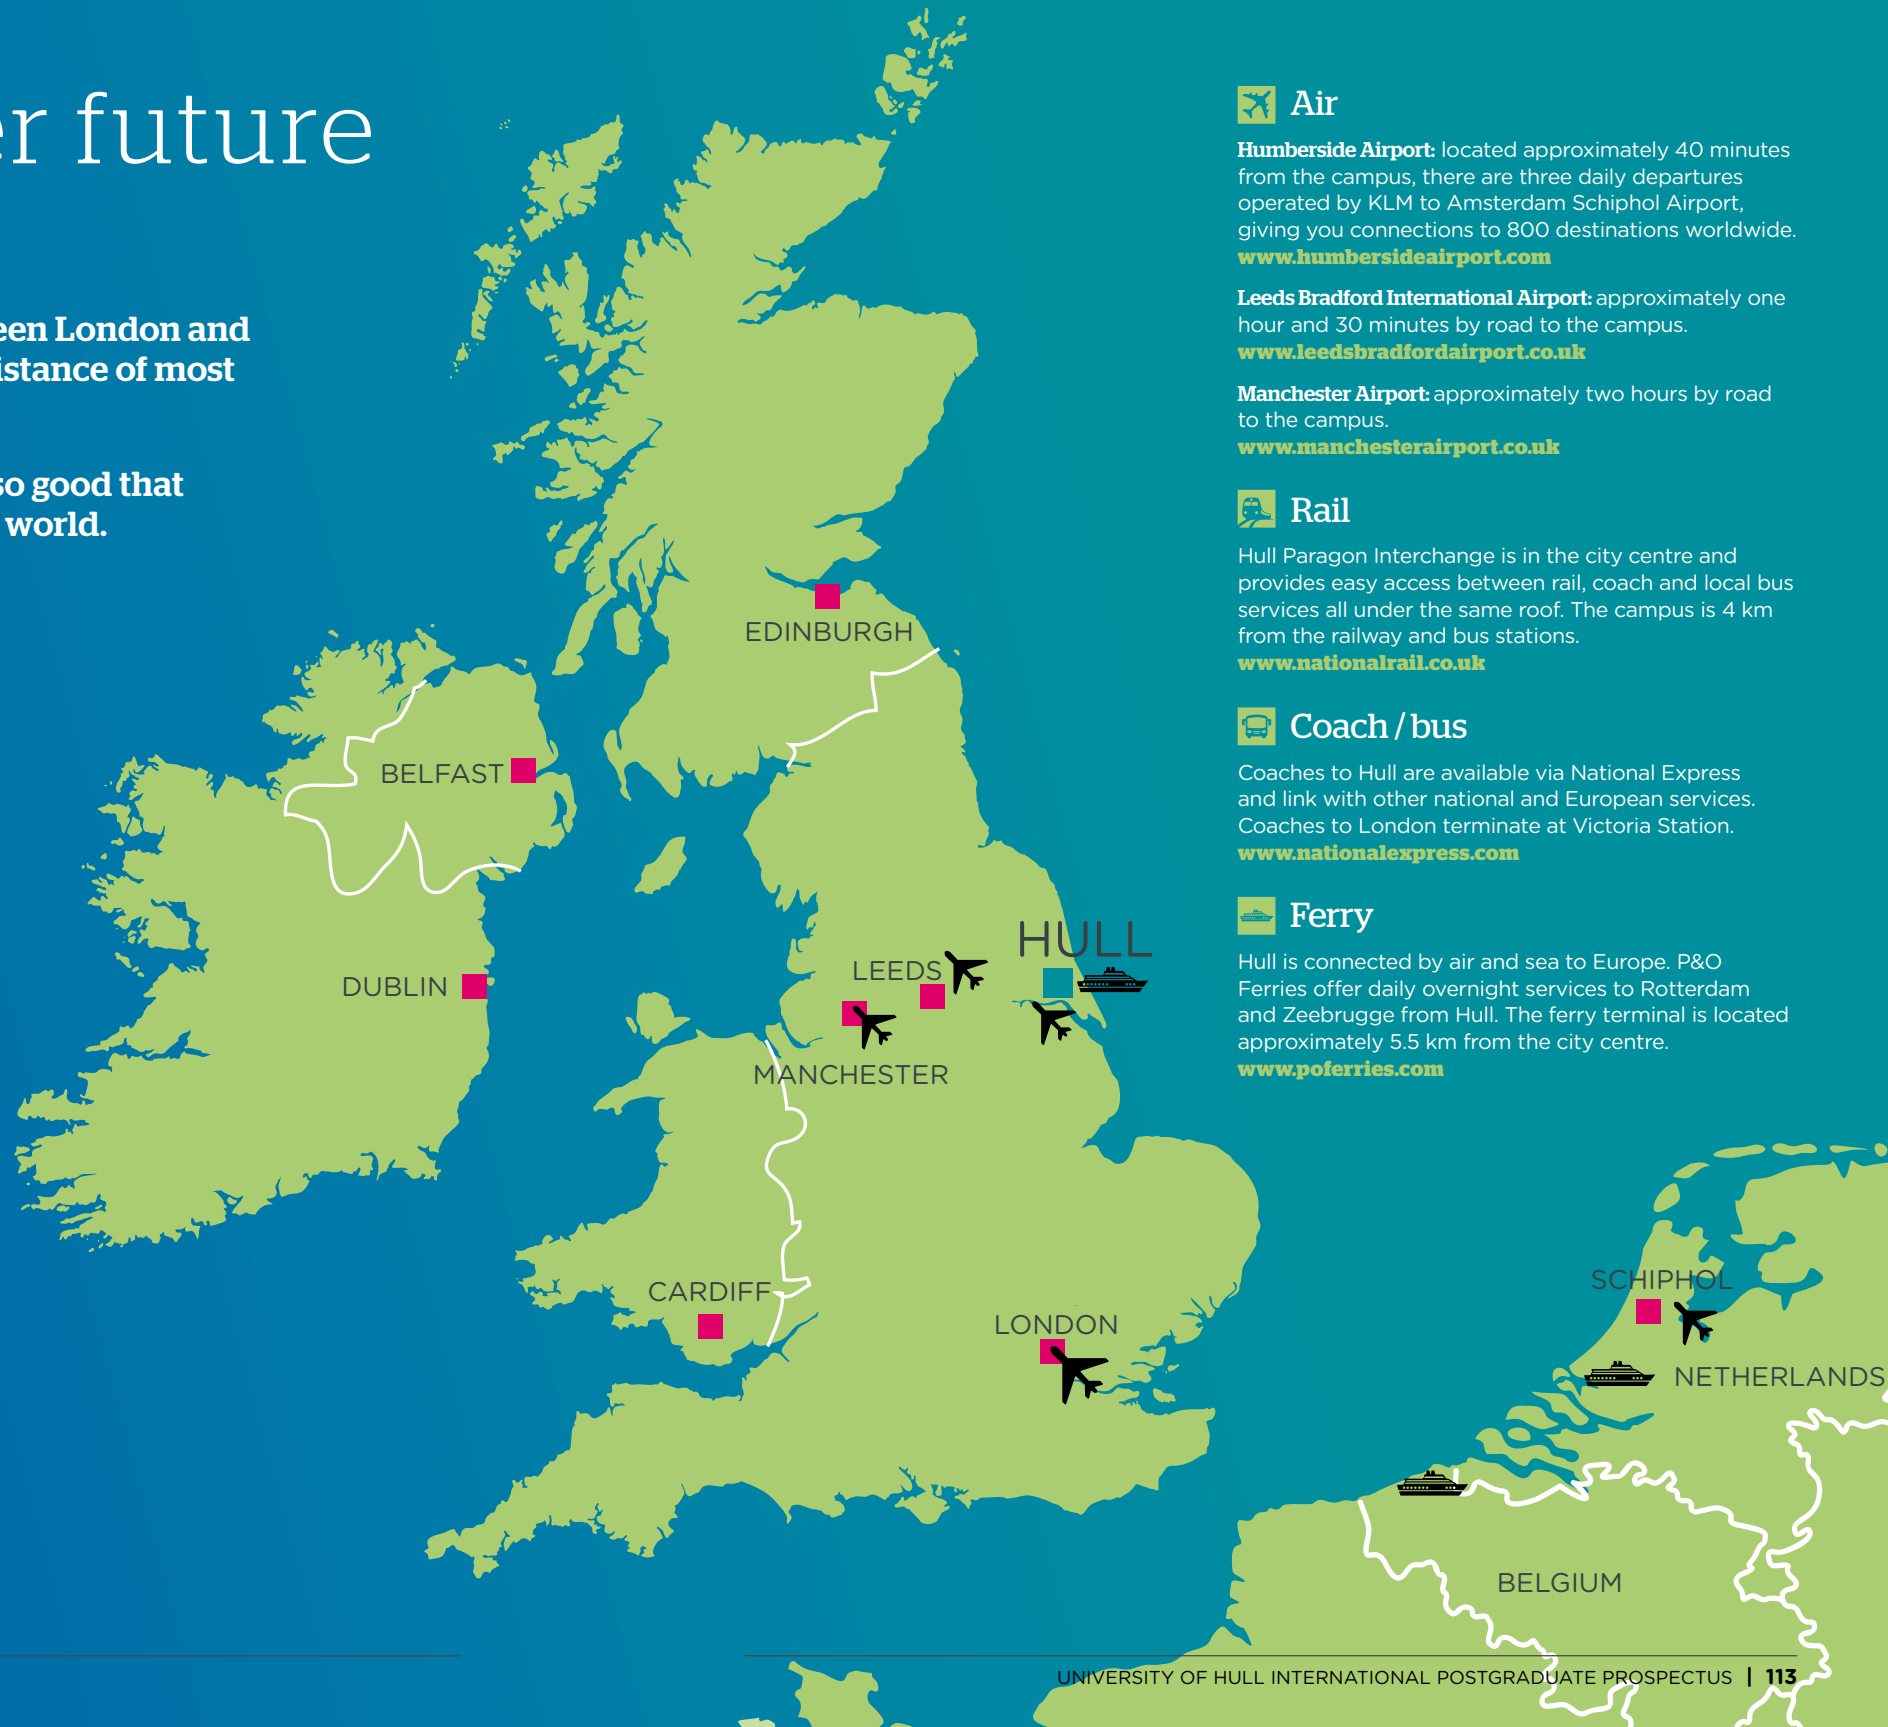 er future
een London and
istance of most
so good that
world.
Air
Humberside Airport: located approximately 40 minutes
from the campus, there are three daily departures
operated by KLM to Amsterdam Schiphol Airport,
giving you connections to 800 destinations worldwide.
www.humbersideairport.com
Leeds Bradford International Airport: approximately one
hour and 30 minutes by road to the campus.
www.leedsbradfordairport.co.uk
Manchester Airport: approximately two hours by road
to the campus.
www.manchesterairport.co.uk
Rail
Hull Paragon Interchange is in the city centre and
provides easy access between rail, coach and local bus
services all under the same roof. The campus is 4 km
from the railway and bus stations.
www.nationalrail.co.uk
Coach / bus
Coaches to Hull are available via National Express
and link with other national and European services.
Coaches to London terminate at Victoria Station.
www.nationalexpress.com
Ferry
Hull is connected by air and sea to Europe. P&O
Ferries offer daily overnight services to Rotterdam
and Zeebrugge from Hull. The ferry terminal is located
approximately 5.5 km from the city centre.
www.poferries.com
EDINBURGH
BELFAST
DUBLIN
LEEDS
HULL
MANCHESTER
CARDIFF
LONDON
SCHIPHOL
NETHERLANDS
BELGIUM
UNIVERSITY OF HULL INTERNATIONAL POSTGRADUATE PROSPECTUS | 113